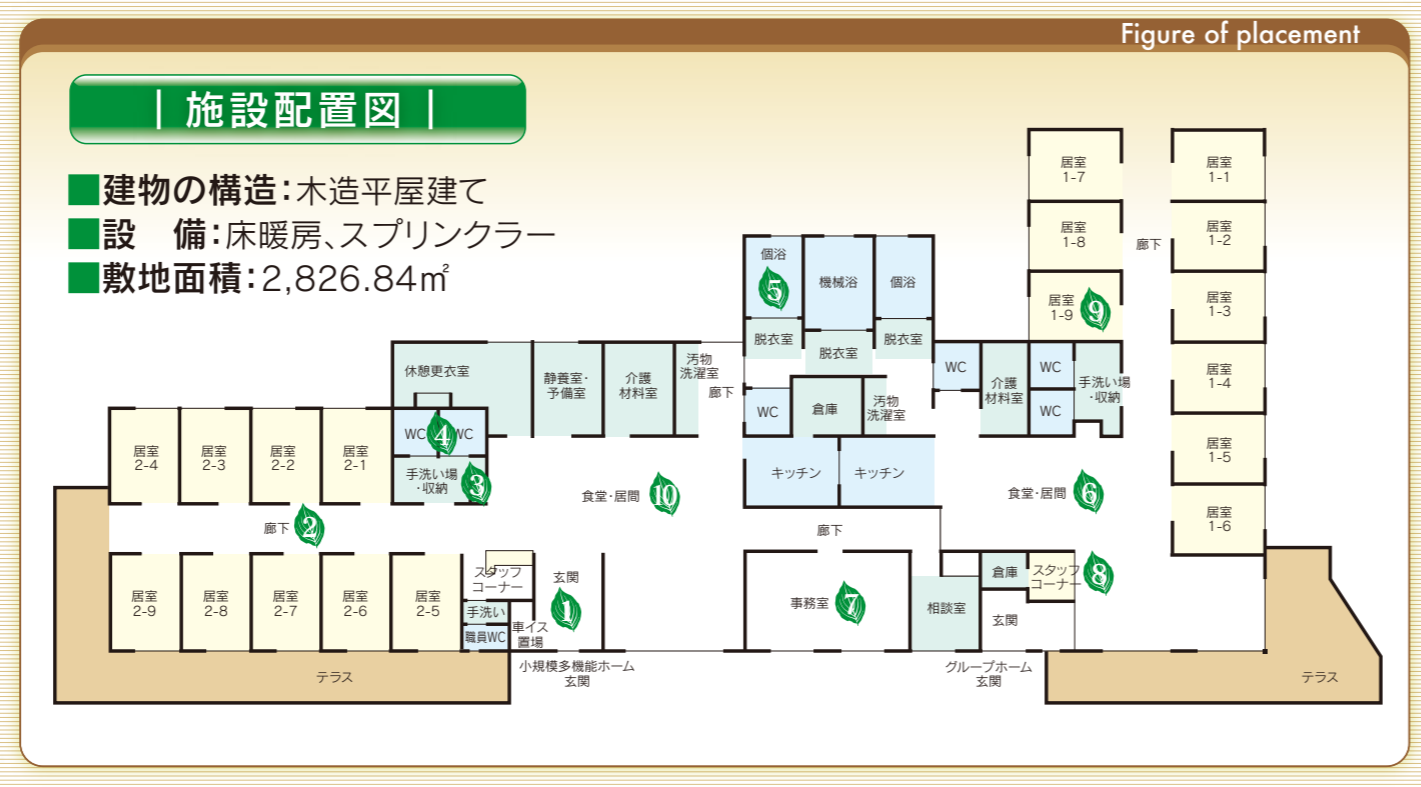 Figure of placement
｜施設配置図｜
■建物の構造：木造平屋建て
■設　備：床暖房、スプリンクラー
■敷地面積：2,826.84㎡
居室
1-7
居室
1-1
居室
1-8
居室
1-2
廊下
居室
1-9
9
居室
1-3
居室
1-4
居室
1-5
居室
1-6
個浴
5
機械浴
個浴
脱衣室
脱衣室
脱衣室
休憩更衣室
静養室・
予備室
介護
材料室
汚物
洗濯室
廊下
WC
倉庫
汚物
洗濯室
WC
介護
材料室
WC
WC
手洗い場
・収納
居室
2-4
居室
2-3
居室
2-2
居室
2-1
WC
4
WC
手洗い場
・収納
3
食堂・居間
10
キッチン
キッチン
食堂・居間
6
廊下
2
廊下
居室
2-9
居室
2-8
居室
2-7
居室
2-6
居室
2-5
スタッフ
コーナー
手洗い
職員WC
車イス
置場
玄関
1
事務室
7
相談室
倉庫
スタッフ
コーナー
8
玄関
テラス
小規模多機能ホーム
玄関
グループホーム
玄関
テラス